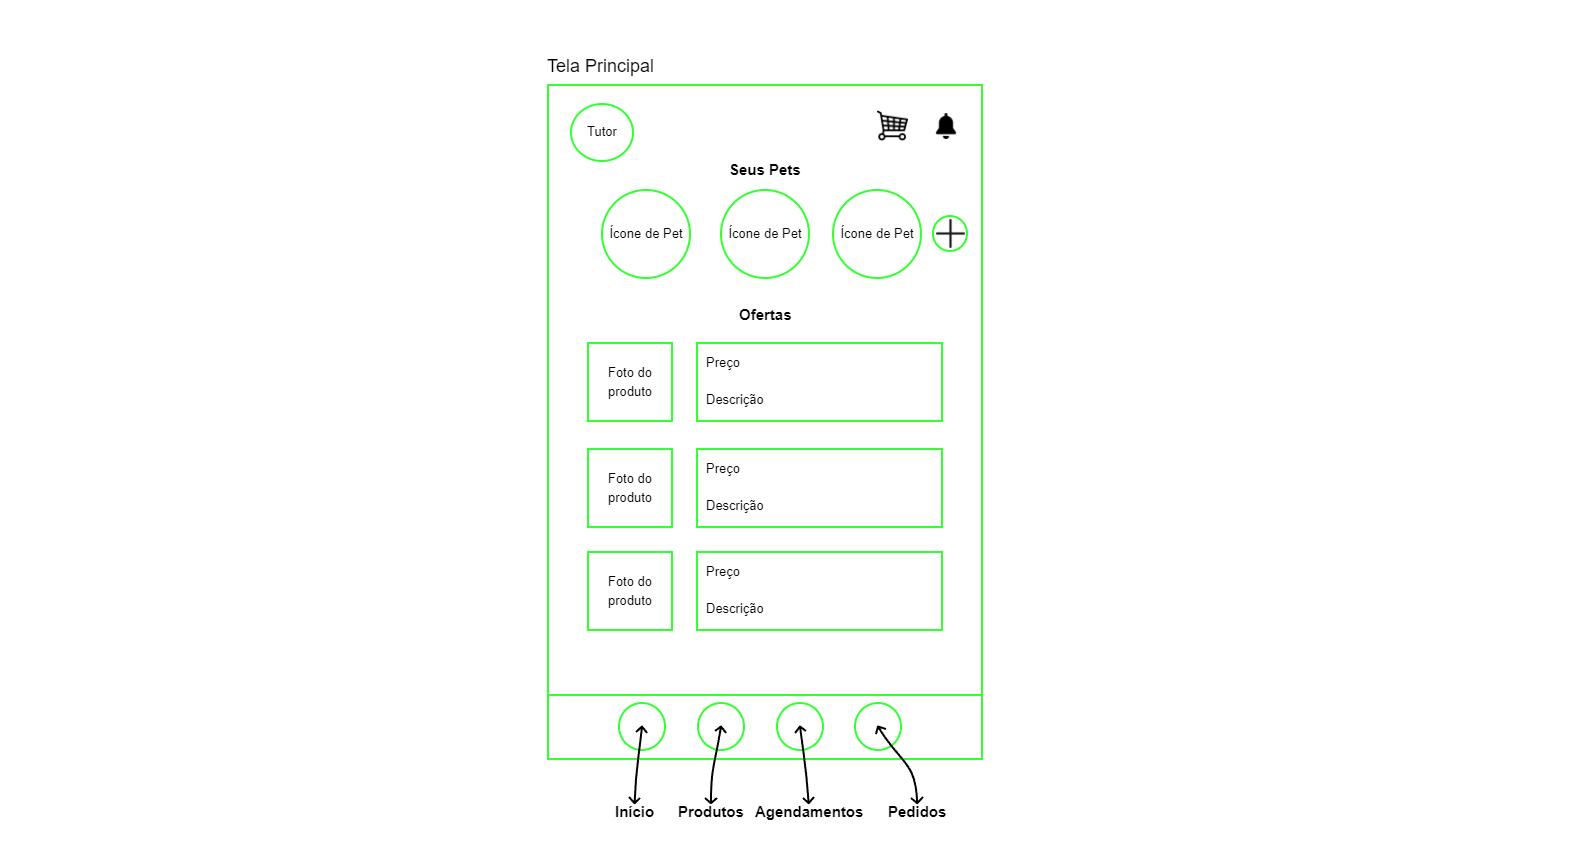 Tela Principal
Tutor
Seus Pets
Ícone de Pet
Ícone de Pet
Ícone de Pet
Ofertas
Foto do
produto
Preço
Descrição
Foto do
produto
Preço
Descrição
Foto do
produto
Preço
Descrição
Início
Produtos
Agendamentos
Pedidos